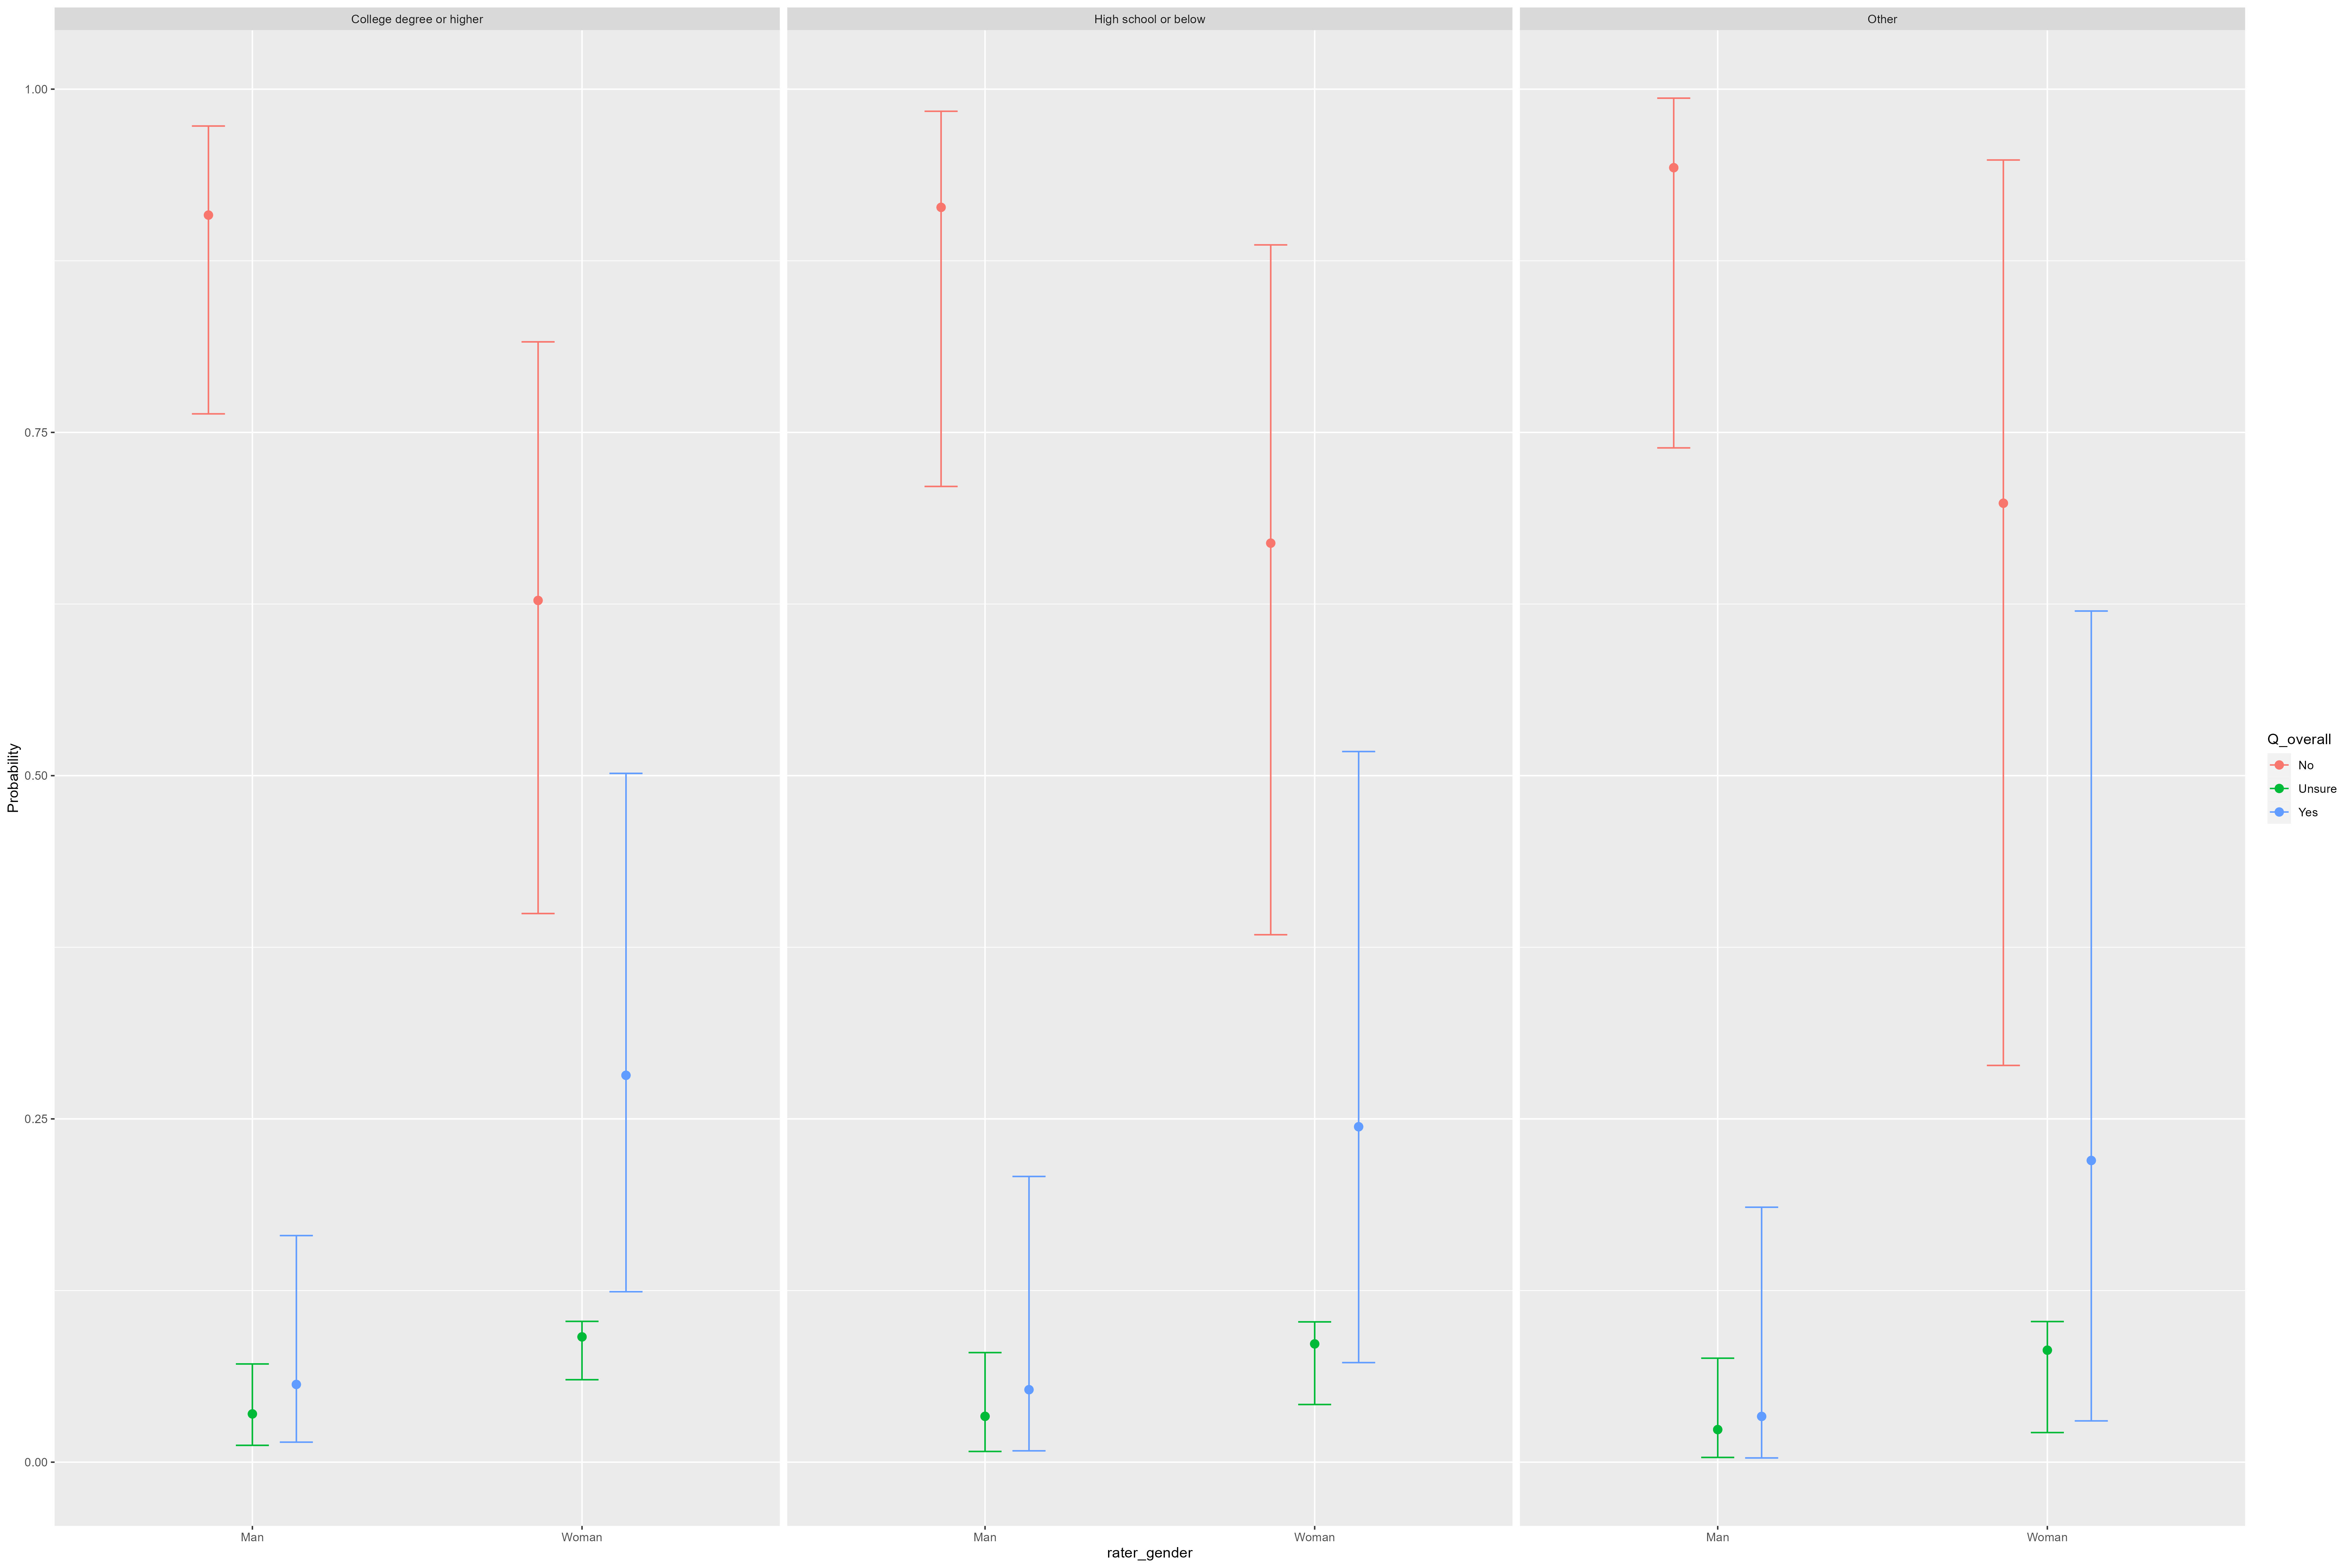 College degree or higher
High school or below
Other
1.00
0.75
0.50
0.25
0.00
Probability
Man
Woman
Man
Woman
Man
Woman
rater_gender
Q_overall
No
Unsure
Yes